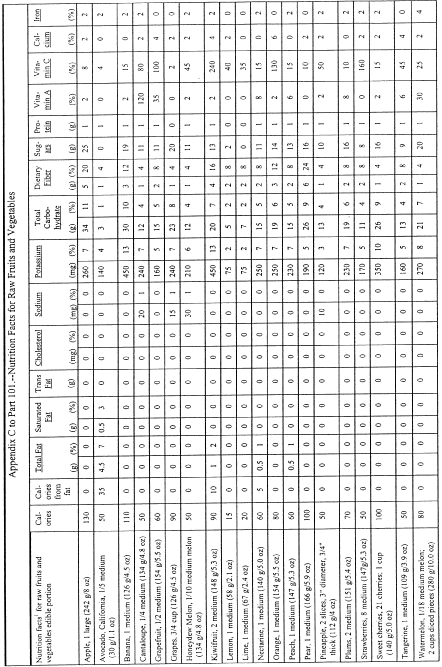 Appendix C to Part 101.--Nutrition Facts for Raw Fruits and Vegetables
Nutrition facts¹ for raw fruits and vegetables edible portion Cal-ories Cal-ories from fat Total Fat Saturated Fat Trans Fat Cholesterol Sodium Potassium Total Carbo-hydrate Dietary Fiber Sug-ars Pro-tein Vita-min A Vita-min C Cal-cium Iron
(g) (%) (g) (%) (g) (mg) (%) (mg) (%) (mg) (%) (g) (%) (g) (%) (g) (g) (%) (%) (%) (%)
Apple, 1 large (242 g/8 oz) 130 0 0 0 0 0 0 0 0 0 0 260 7 34 11 5 20 25 1 2 8 2 2
Avocado, California, 1/5 medium
(30 g/1.1 oz) 50 35 4.5 7 0.5 3 0 0 0 0 0 140 4 3 1 1 4 0 1 0 4 0 2
Banana, 1 medium (126 g/4.5 oz) 110 0 0 0 0 0 0 0 0 0 0 450 13 30 10 3 12 19 1 2 15 0 2
Cantaloupe, 1/4 medium (134 g/4.8 oz) 50 0 0 0 0 0 0 0 0 20 1 240 7 12 4 1 4 11 1 120 80 2 2
Grapefruit, 1/2 medium (154 g/5.5 oz) 60 0 0 0 0 0 0 0 0 0 0 160 5 15 5 2 8 11 1 35 100 4 0
Grapes, 3/4 cup (126 g/4.5 oz) 90 0 0 0 0 0 0 0 0 15 1 240 7 23 8 1 4 20 0 0 2 2 0
Honeydew Melon, 1/10 medium melon
(134 g/4.8 oz) 50 0 0 0 0 0 0 0 0 30 1 210 6 12 4 1 4 11 1 2 45 2 2
Kiwifruit, 2 medium (148 g/5.3 oz) 90 10 1 2 0 0 0 0 0 0 0 450 13 20 7 4 16 13 1 2 240 4 2
Lemon, 1 medium (58 g/2.1 oz) 15 0 0 0 0 0 0 0 0 0 0 75 2 5 2 2 8 2 0 0 40 2 0
Lime, 1 medium (67 g/2.4 oz) 20 0 0 0 0 0 0 0 0 0 0 75 2 7 2 2 8 0 0 0 35 0 0
Nectarine, 1 medium (140 g/5.0 oz) 60 5 0.5 1 0 0 0 0 0 0 0 250 7 15 5 2 8 11 1 8 15 0 2
Orange, 1 medium (154 g/5.5 oz) 80 0 0 0 0 0 0 0 0 0 0 250 7 19 6 3 12 14 1 2 130 6 0
Peach, 1 medium (147 g/5.3 oz) 60 0 0.5 1 0 0 0 0 0 0 0 230 7 15 5 2 8 13 1 6 15 0 2
Pear, 1 medium (166 g/5.9 oz) 100 0 0 0 0 0 0 0 0 0 0 190 5 26 9 6 24 16 1 0 10 2 0
Pineapple, 2 slices, 3" diameter, 3/4"
thick (112 g/4 oz) 50 0 0 0 0 0 0 0 0 10 0 120 3 13 4 1 4 10 1 2 50 2 2
Plums, 2 medium (151 g/5.4 oz) 70 0 0 0 0 0 0 0 0 0 0 230 7 19 6 2 8 16 1 8 10 0 2
Strawberries, 8 medium (147g/5.3 oz) 50 0 0 0 0 0 0 0 0 0 0 170 5 11 4 2 8 8 1 0 160 2 2
Sweet cherries, 21 cherries: 1 cup
(140 g/5.0 oz) 100 0 0 0 0 0 0 0 0 0 0 350 10 26 9 1 4 16 1 2 15 2 2
Tangerine, 1 medium (109 g/3.9 oz) 50 0 0 0 0 0 0 0 0 0 0 160 5 13 4 2 8 9 1 6 45 4 0
Watermelon, 1/18 medium melon;
2 cups diced pieces (280 g/10.0 oz) 80 0 0 0 0 0 0 0 0 0 0 270 8 21 7 1 4 20 1 30 25 2 4